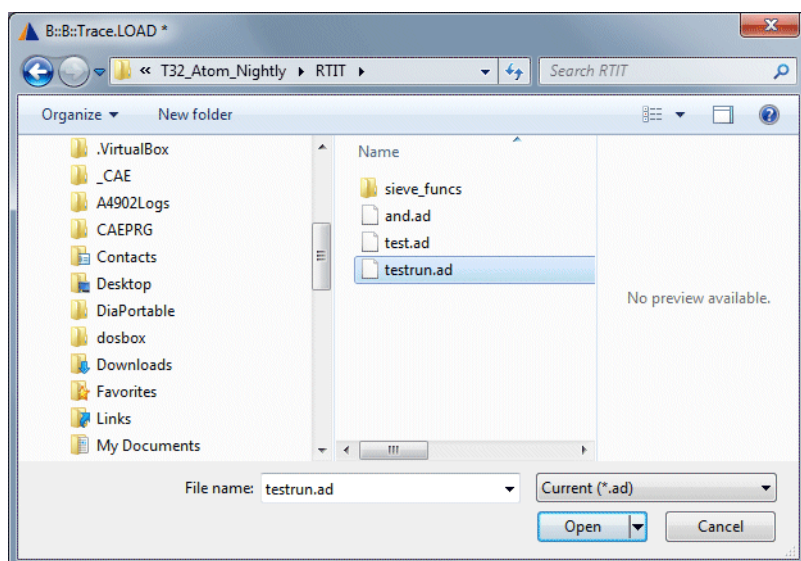 B::B::Trace.LOAD *
« T32_Atom_Nightly RTIT
Search RTIT
Organize New folder
.VirtualBox
_CAE
A4902Logs
CAEPRG
Contacts
Desktop
DiaPortable
dosbox
Downloads
Favorites
Links
My Documents
Name
sieve_funcs
and.ad
test.ad
testrun.ad
No preview available.
File name: testrun.ad
Current (*.ad)
Open Cancel